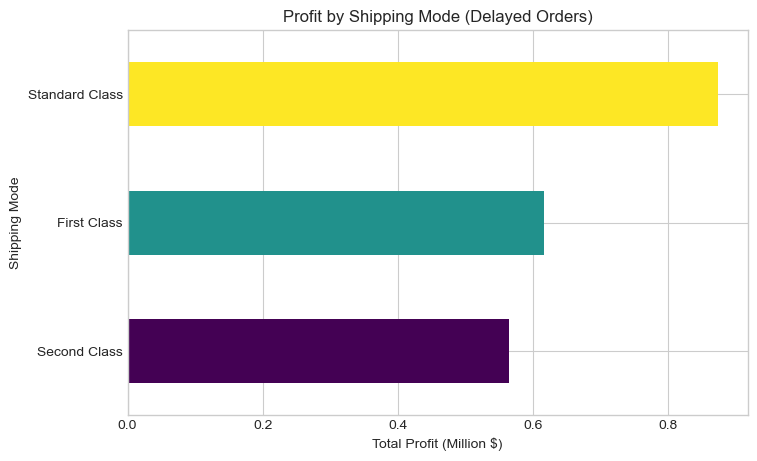 Profit by Shipping Mode (Delayed Orders)
Shipping Mode
Standard Class
First Class
Second Class
0.0 0.2 0.4 0.6 0.8
Total Profit (Million $)